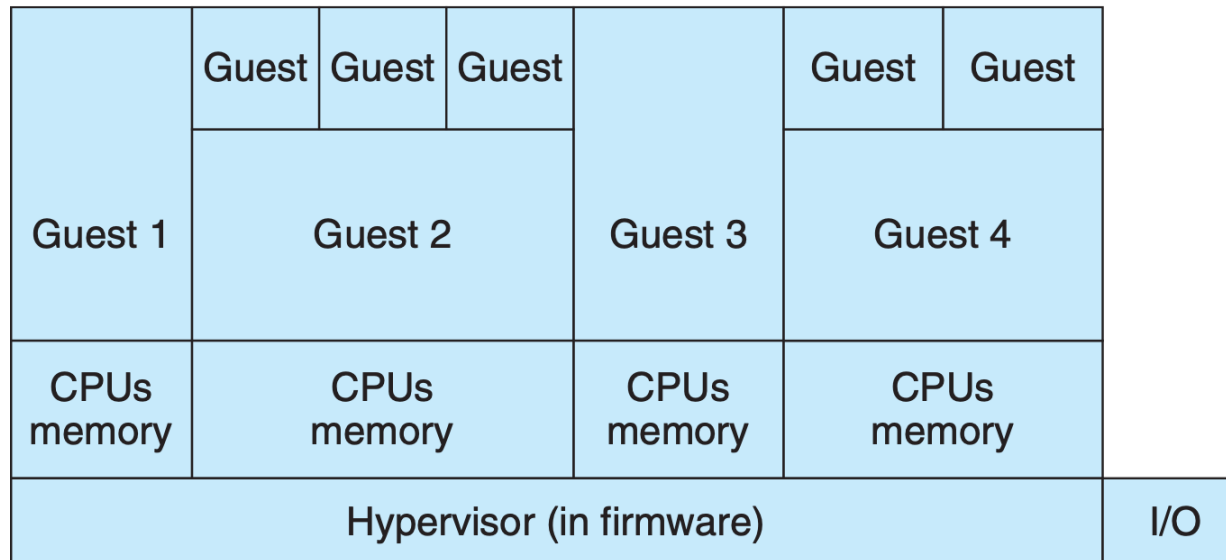 Guest Guest Guest Guest Guest
Guest 1 Guest 2 Guest 3 Guest 4
CPUs CPUs CPUs CPUs
memory memory memory memory
Hypervisor (in firmware) I/O